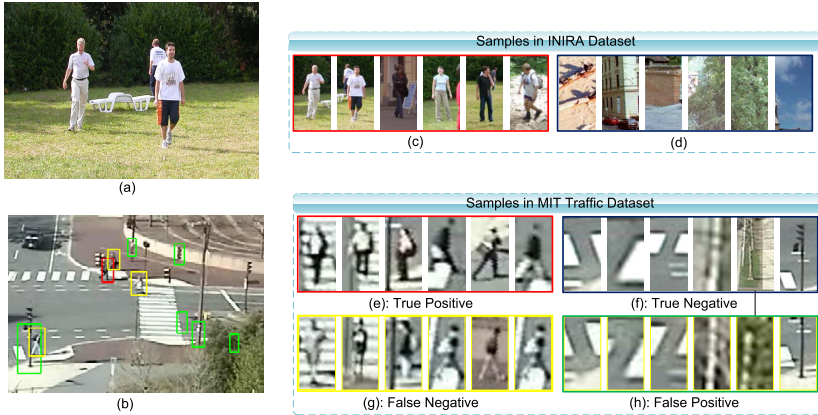 (a)
(b)
Samples in INIRA Dataset
(c)
(d)
Samples in MIT Traffic Dataset
(e): True Positive
(f): True Negative
(g): False Negative
(h): False Positive